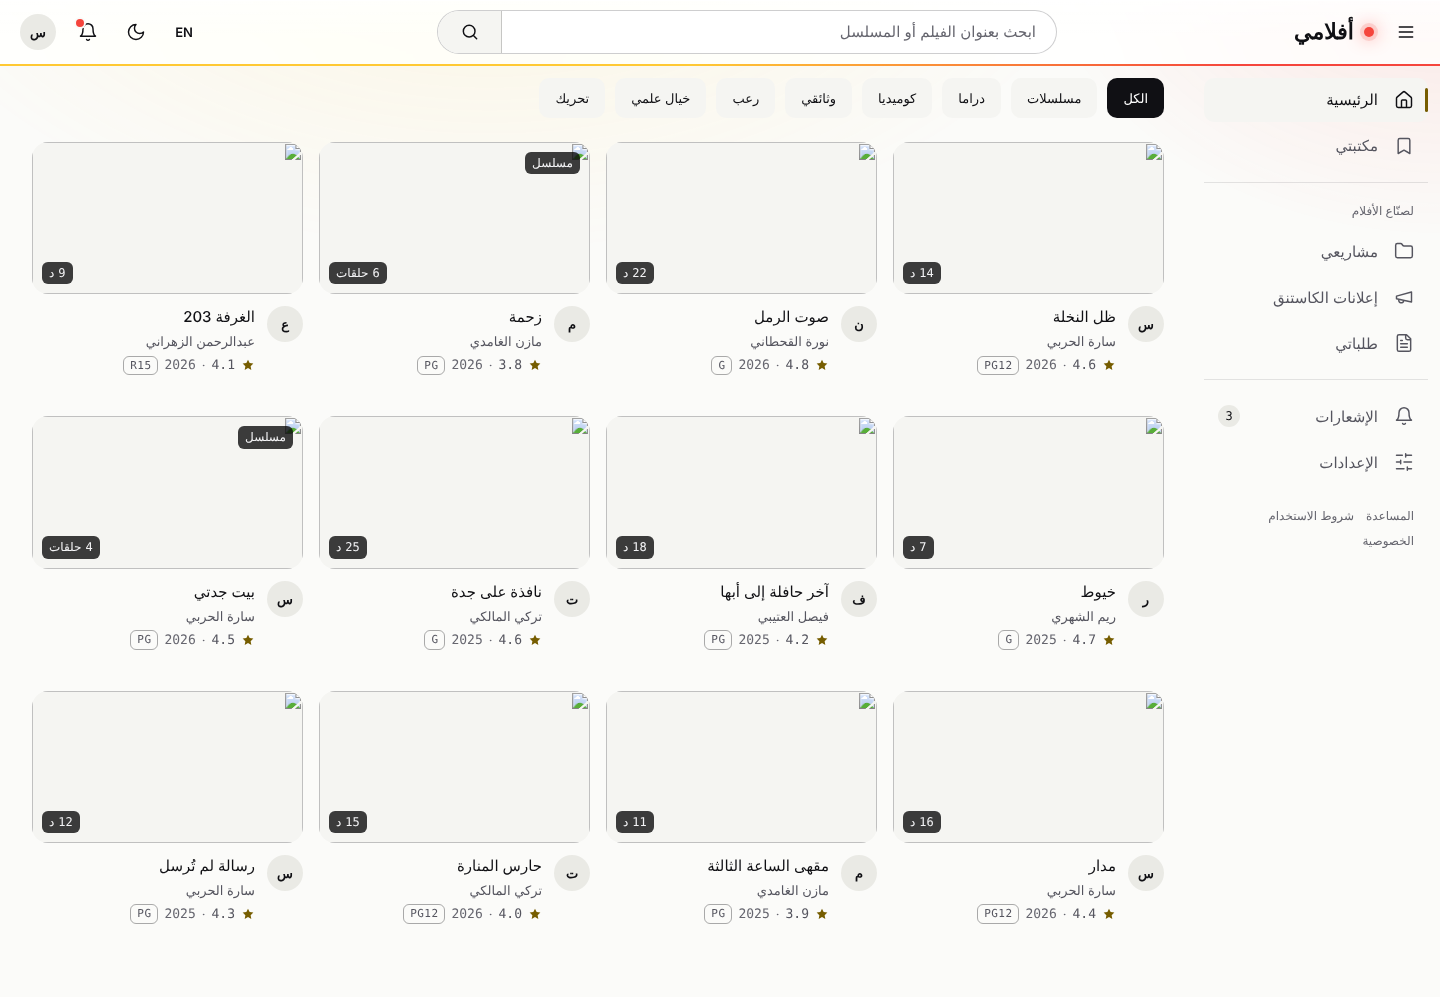 أفلامي
ابحث بعنوان الفيلم أو المسلسل
EN
س
الرئيسية
مكتبتي
لصنّاع الأفلام
مشاريعي
إعلانات الكاستنق
طلباتي
الإشعارات
3
الإعدادات
المساعدة شروط الاستخدام
الخصوصية
الكل
مسلسلات
دراما
كوميديا
وثائقي
رعب
خيال علمي
تحريك
14 د
س
ظل النخلة
سارة الحربي
4.6 · 2026 PG12
22 د
ن
صوت الرمل
نورة القحطاني
4.8 · 2026 G
مسلسل
6 حلقات
م
زحمة
مازن الغامدي
3.8 · 2026 PG
9 د
ع
الغرفة 203
عبدالرحمن الزهراني
4.1 · 2026 R15
7 د
ر
خيوط
ريم الشهري
4.7 · 2025 G
18 د
ف
آخر حافلة إلى أبها
فيصل العتيبي
4.2 · 2025 PG
25 د
ت
نافذة على جدة
تركي المالكي
4.6 · 2025 G
مسلسل
4 حلقات
س
بيت جدتي
سارة الحربي
4.5 · 2026 PG
16 د
س
مدار
سارة الحربي
4.4 · 2026 PG12
11 د
م
مقهى الساعة الثالثة
مازن الغامدي
3.9 · 2025 PG
15 د
ت
حارس المنارة
تركي المالكي
4.0 · 2026 PG12
12 د
س
رسالة لم تُرسل
سارة الحربي
4.3 · 2025 PG